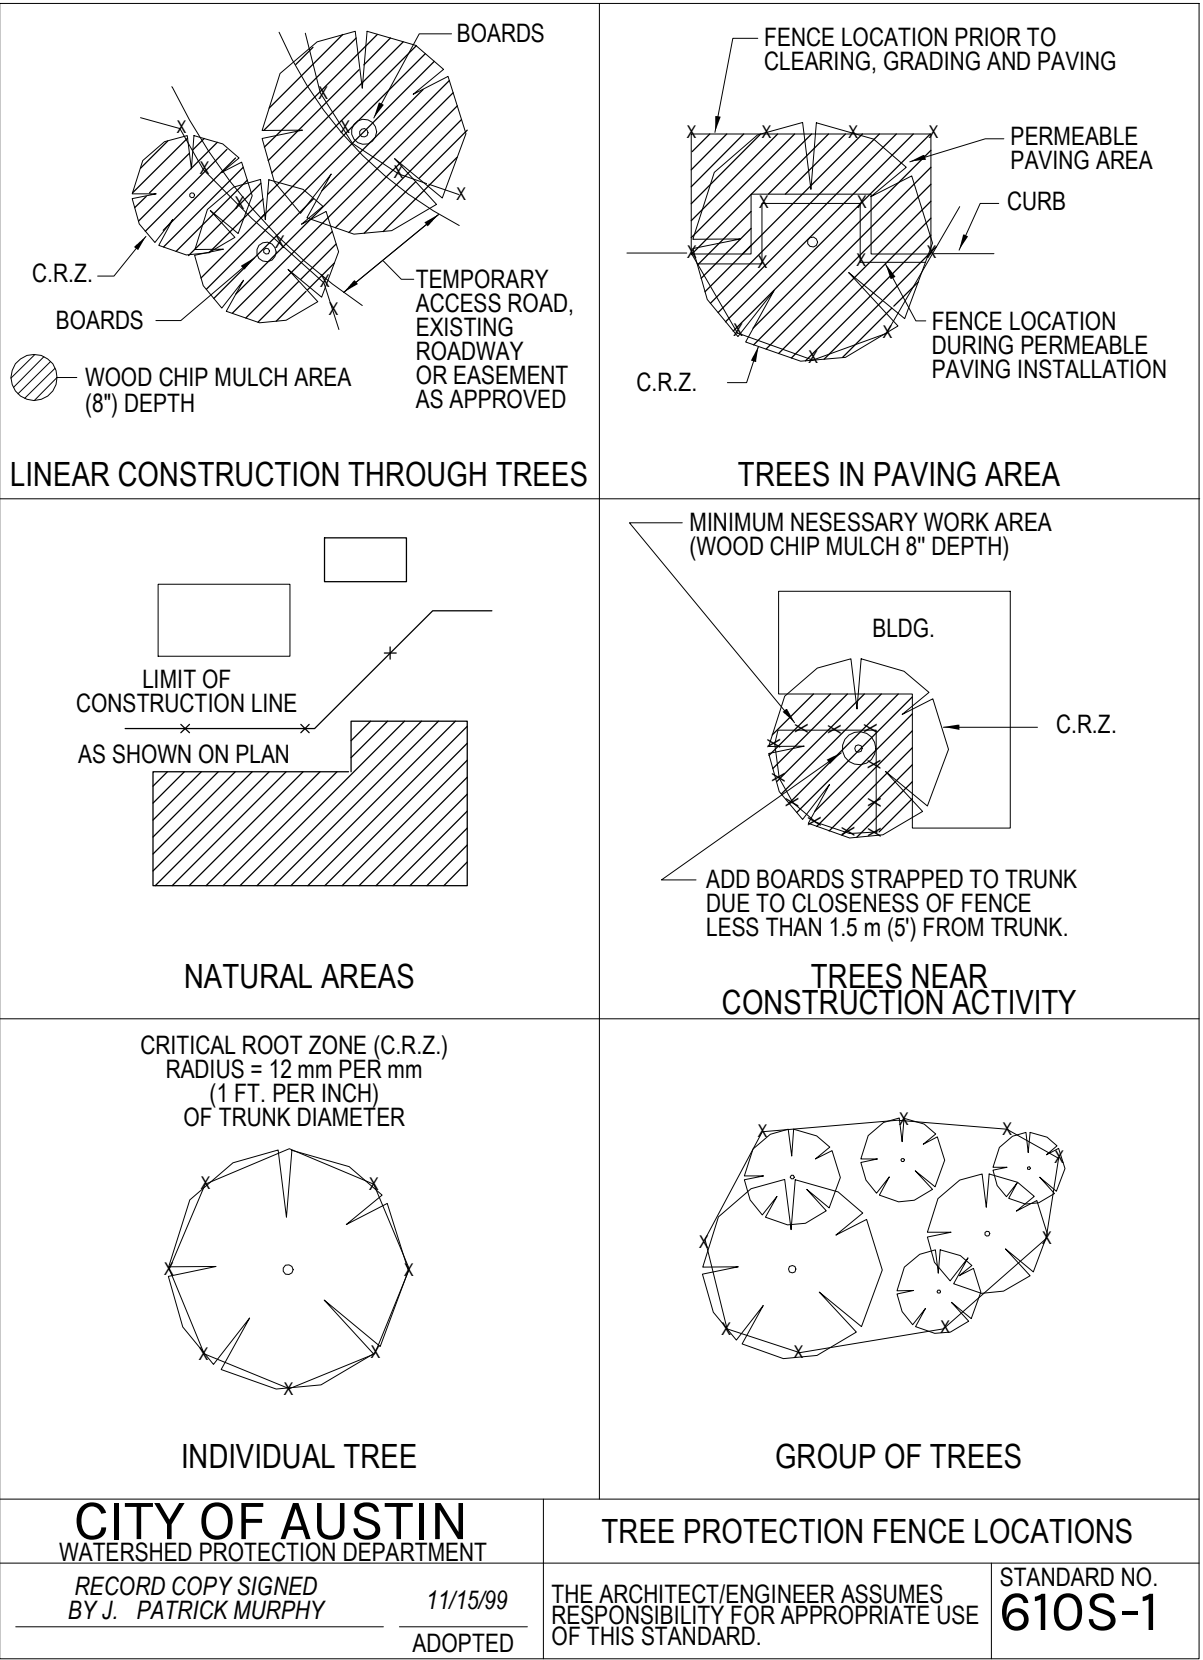 BOARDS
C.R.Z.
BOARDS
TEMPORARY
ACCESS ROAD,
EXISTING
ROADWAY
OR EASEMENT
AS APPROVED
WOOD CHIP MULCH AREA
(8") DEPTH
LINEAR CONSTRUCTION THROUGH TREES
FENCE LOCATION PRIOR TO
CLEARING, GRADING AND PAVING
PERMEABLE
PAVING AREA
CURB
FENCE LOCATION
DURING PERMEABLE
PAVING INSTALLATION
C.R.Z.
TREES IN PAVING AREA
LIMIT OF
CONSTRUCTION LINE
AS SHOWN ON PLAN
NATURAL AREAS
MINIMUM NESESSARY WORK AREA
(WOOD CHIP MULCH 8" DEPTH)
BLDG.
C.R.Z.
ADD BOARDS STRAPPED TO TRUNK
DUE TO CLOSENESS OF FENCE
LESS THAN 1.5 m (5') FROM TRUNK.
TREES NEAR
CONSTRUCTION ACTIVITY
CRITICAL ROOT ZONE (C.R.Z.)
RADIUS = 12 mm PER mm
(1 FT. PER INCH)
OF TRUNK DIAMETER
INDIVIDUAL TREE
GROUP OF TREES
CITY OF AUSTIN
WATERSHED PROTECTION DEPARTMENT
TREE PROTECTION FENCE LOCATIONS
RECORD COPY SIGNED
BY J. PATRICK MURPHY
11/15/99
ADOPTED
THE ARCHITECT/ENGINEER ASSUMES
RESPONSIBILITY FOR APPROPRIATE USE
OF THIS STANDARD.
STANDARD NO.
610S-1